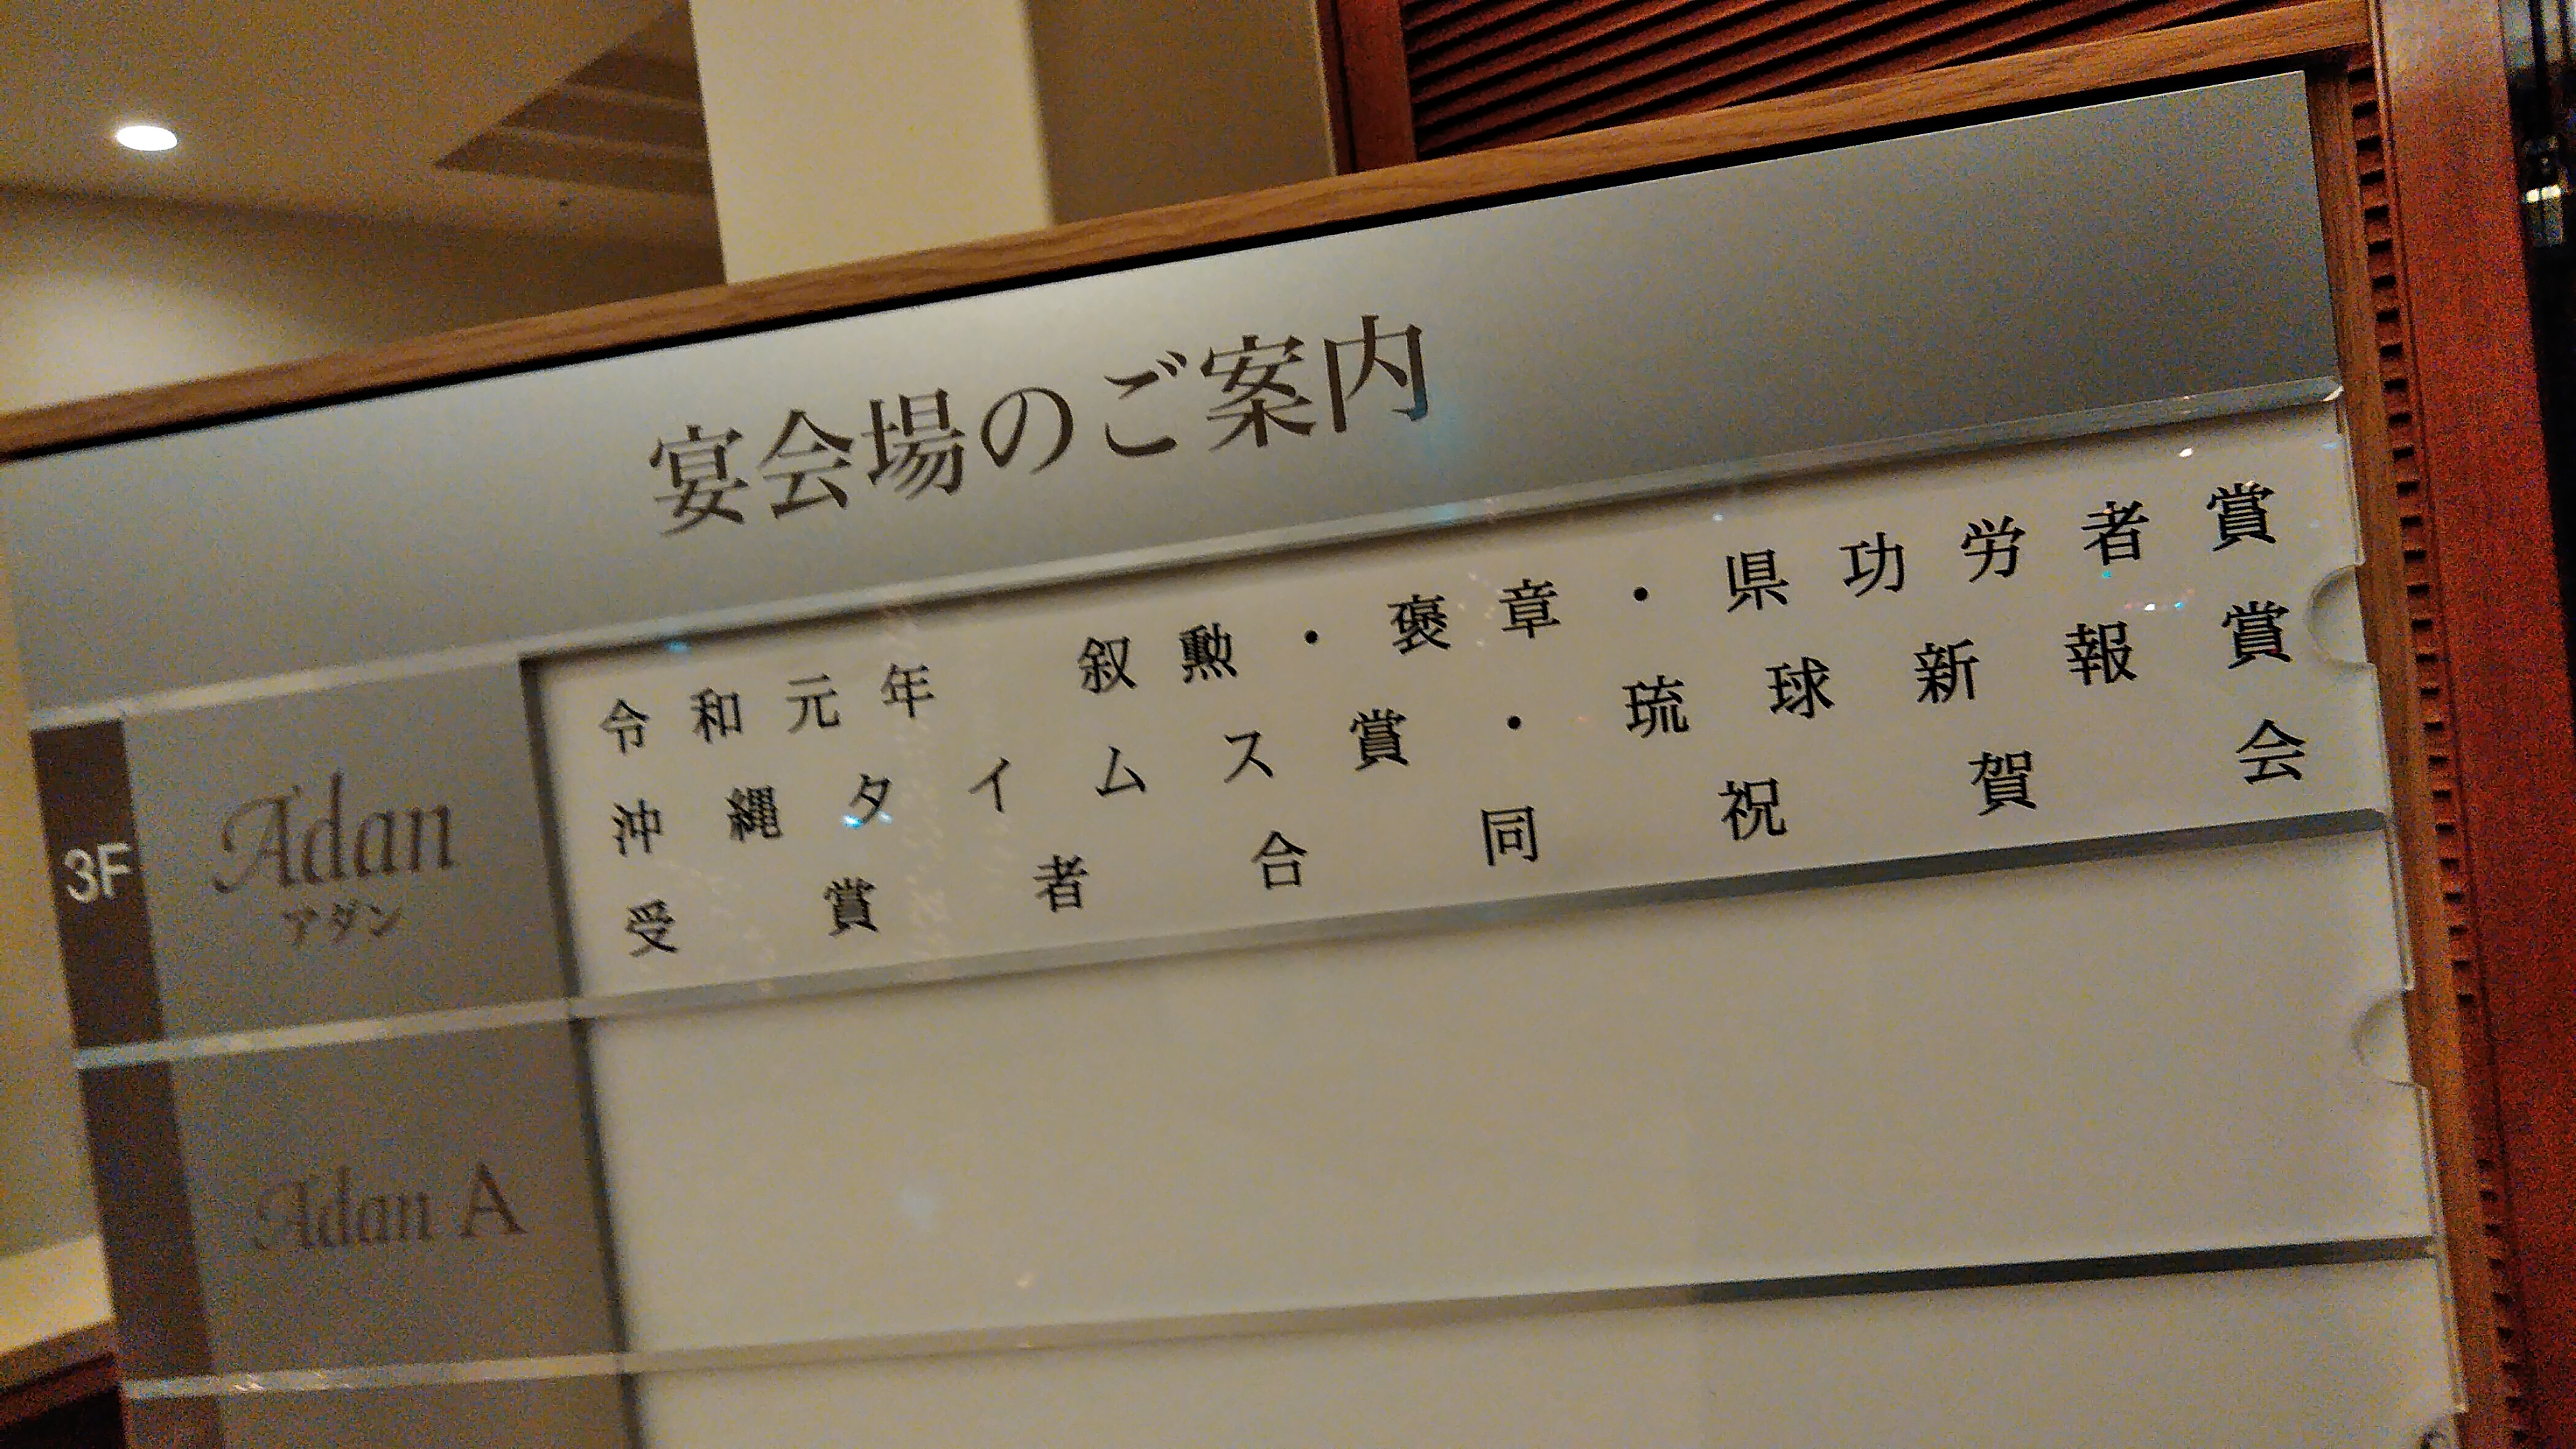 宴会場のご案内
3F
Adan
アダン
令和元年 叙勲・褒章・県功労者賞
沖縄タイムス賞・琉球新報賞
受賞者合同祝賀会
Adan A